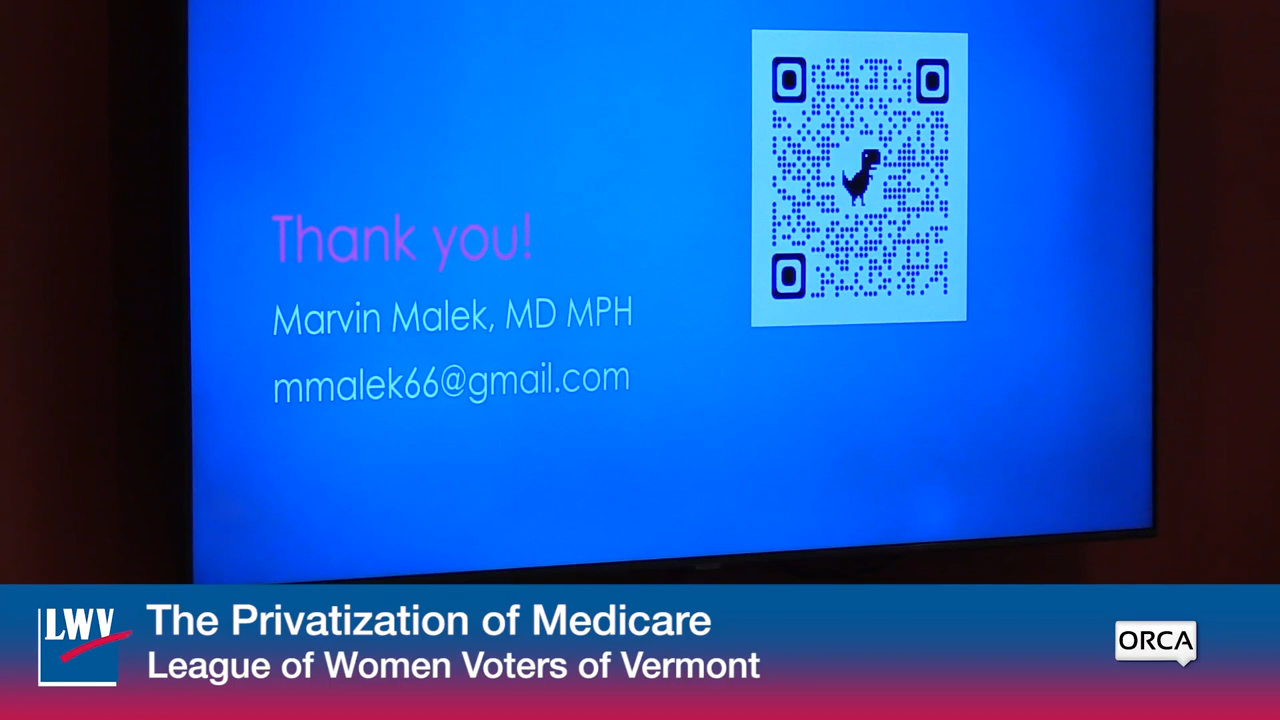 Thank you!
Marvin Malek, MD MPH
mmalek66@gmail.com
LWV
The Privatization of Medicare
League of Women Voters of Vermont
ORCA